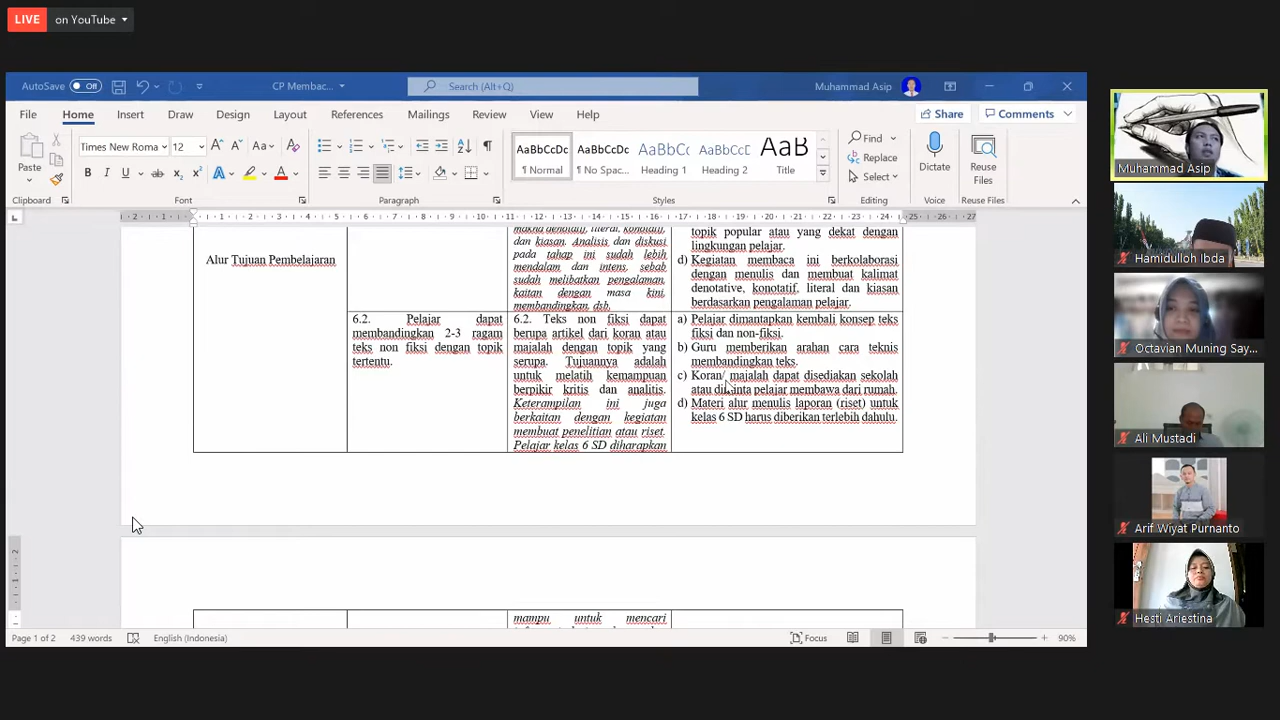 LIVE on YouTube
AutoSave Off CP Membac... Search (Alt+Q) Muhammad Asip
File Home Insert Draw Design Layout References Mailings Review View Help Share Comments
Paste
Clipboard
Times New Roma 12
Font
Paragraph
AaBbCcDc AaBbCcDc AaBbCc AaBbCcC AaB
¶ Normal ¶ No Spac... Heading 1 Heading 2 Title
Styles
Find
Replace
Select
Editing
Dictate
Voice
Reuse Files
Reuse Files
Alur Tujuan Pembelajaran
makna denotatif, literal, konotatif,
dan kiasan. Analisis dan diskusi
pada tahap ini sudah lebih
mendalam dan intens, sebab
sudah melibatkan pengalaman,
kaitan dengan masa kini,
membandingkan, dsb.
topik popular atau yang dekat dengan
lingkungan pelajar.
d) Kegiatan membaca ini berkolaborasi
dengan menulis dan membuat kalimat
denotative, konotatif, literal dan kiasan
berdasarkan pengalaman pelajar.
6.2. Pelajar dapat
membandingkan 2-3 ragam
teks non fiksi dengan topik
tertentu.
6.2. Teks non fiksi dapat
berupa artikel dari koran atau
majalah dengan topik yang
serupa. Tujuannya adalah
untuk melatih kemampuan
berpikir kritis dan analitis.
Keterampilan ini juga
berkaitan dengan kegiatan
membuat penelitian atau riset.
Pelajar kelas 6 SD diharapkan
a) Pelajar dimantapkan kembali konsep teks
fiksi dan non-fiksi.
b) Guru memberikan arahan cara teknis
membandingkan teks.
c) Koran/ majalah dapat disediakan sekolah
atau diminta pelajar membawa dari rumah.
d) Materi alur menulis laporan (riset) untuk
kelas 6 SD harus diberikan terlebih dahulu.
mampu untuk mencari
Page 1 of 2 439 words English (Indonesia) Focus 90%
Muhammad Asip
Hamidulloh Ibda
Octavian Muning Say...
Ali Mustadi
Arif Wiyat Purnanto
Hesti Ariestina